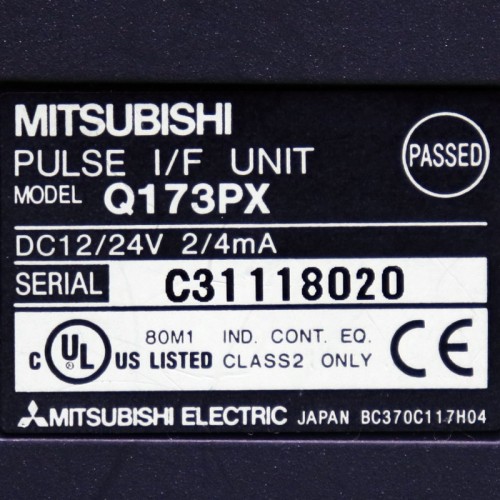 MITSUBISHI
PULSE I/F UNIT
PASSED
MODEL Q173PX
DC12/24V 2/4mA
SERIAL C31118020
C UL US LISTED 80M1 IND. CONT. EQ. CLASS2 ONLY CE
MITSUBISHI ELECTRIC JAPAN BC370C117H04